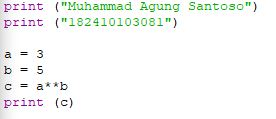 print ("Muhammad Agung Santoso")
print ("182410103081")
a = 3
b = 5
c = a**b
print (c)